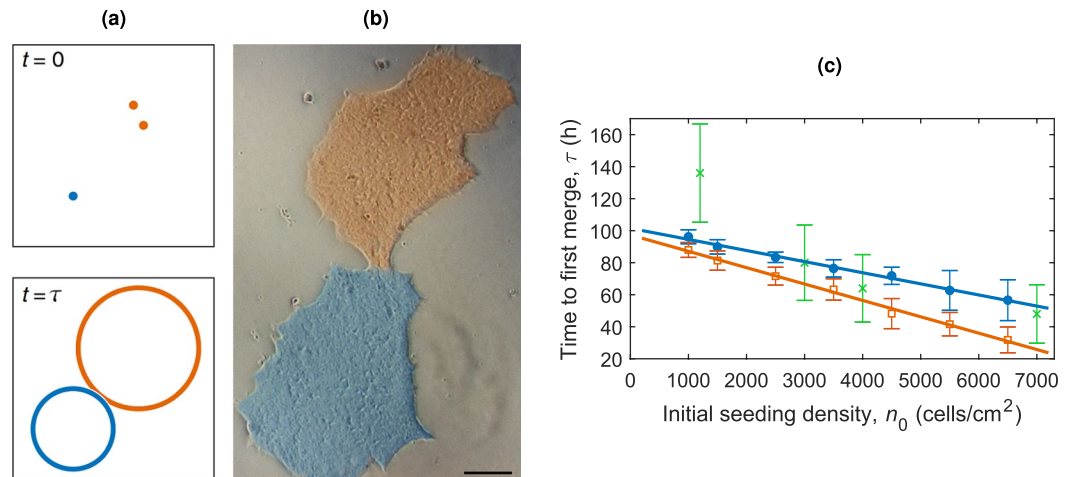 (a)
(b)
(c)
t = 0
t = τ
Time to first merge, τ (h)
160
140
120
100
80
60
40
20
0
1000
2000
3000
4000
5000
6000
7000
Initial seeding density, n0 (cells/cm2)